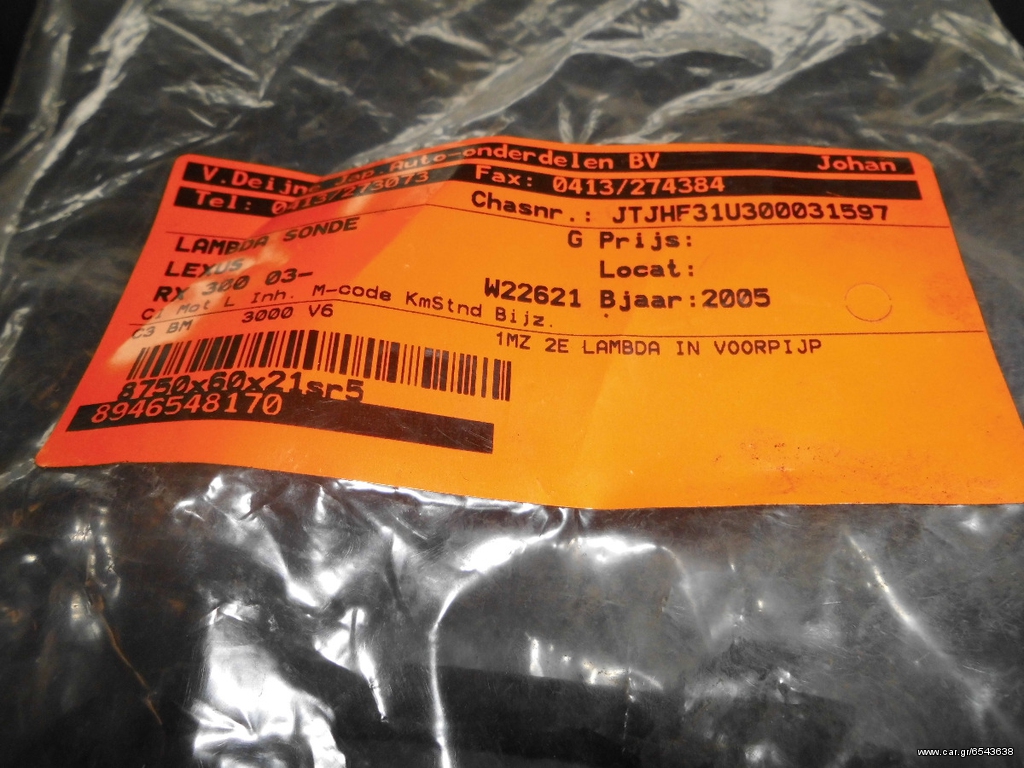 V.Deijne Jap.Auto-onderdelen BV Johan
Tel: 0413/273073 Fax: 0413/274384
Chasnr.: JTJHF31U300031597
LAMBDA SONDE G Prijs:
LEXUS Locat:
RX 300 03- W22621 Bjaar:2005
C1 Mot L Inh. M-code KmStnd Bijz.
C3 BM 3000 V6 1MZ 2E LAMBDA IN VOORPIJP
8750x60x21sr5
8946548170
www.car.gr/6543638